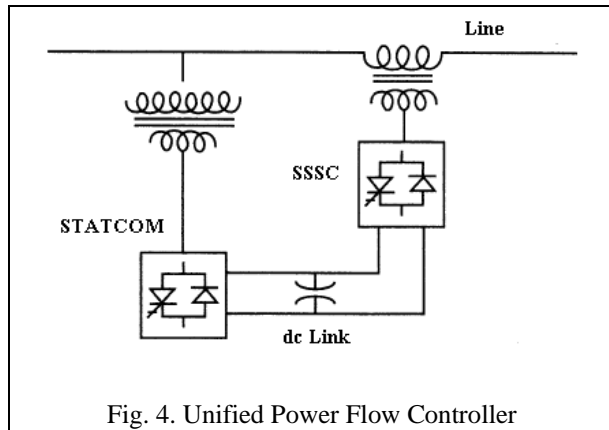 Line
SSSC
STATCOM
dc Link
Fig. 4. Unified Power Flow Controller